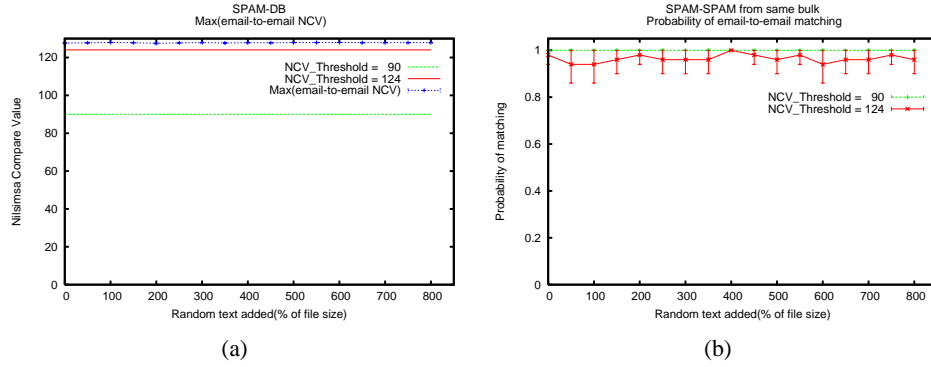 SPAM-DB
Max(email-to-email NCV)
120
100
80
60
40
20
0
Nilsimsa Compare Value
NCV_Threshold = 90
NCV_Threshold = 124
Max(email-to-email NCV)
0 100 200 300 400 500 600 700 800
Random text added(% of file size)
(a)
SPAM-SPAM from same bulk
Probability of email-to-email matching
1
0.8
0.6
0.4
0.2
0
Probability of matching
NCV_Threshold = 90
NCV_Threshold = 124
0 100 200 300 400 500 600 700 800
Random text added(% of file size)
(b)